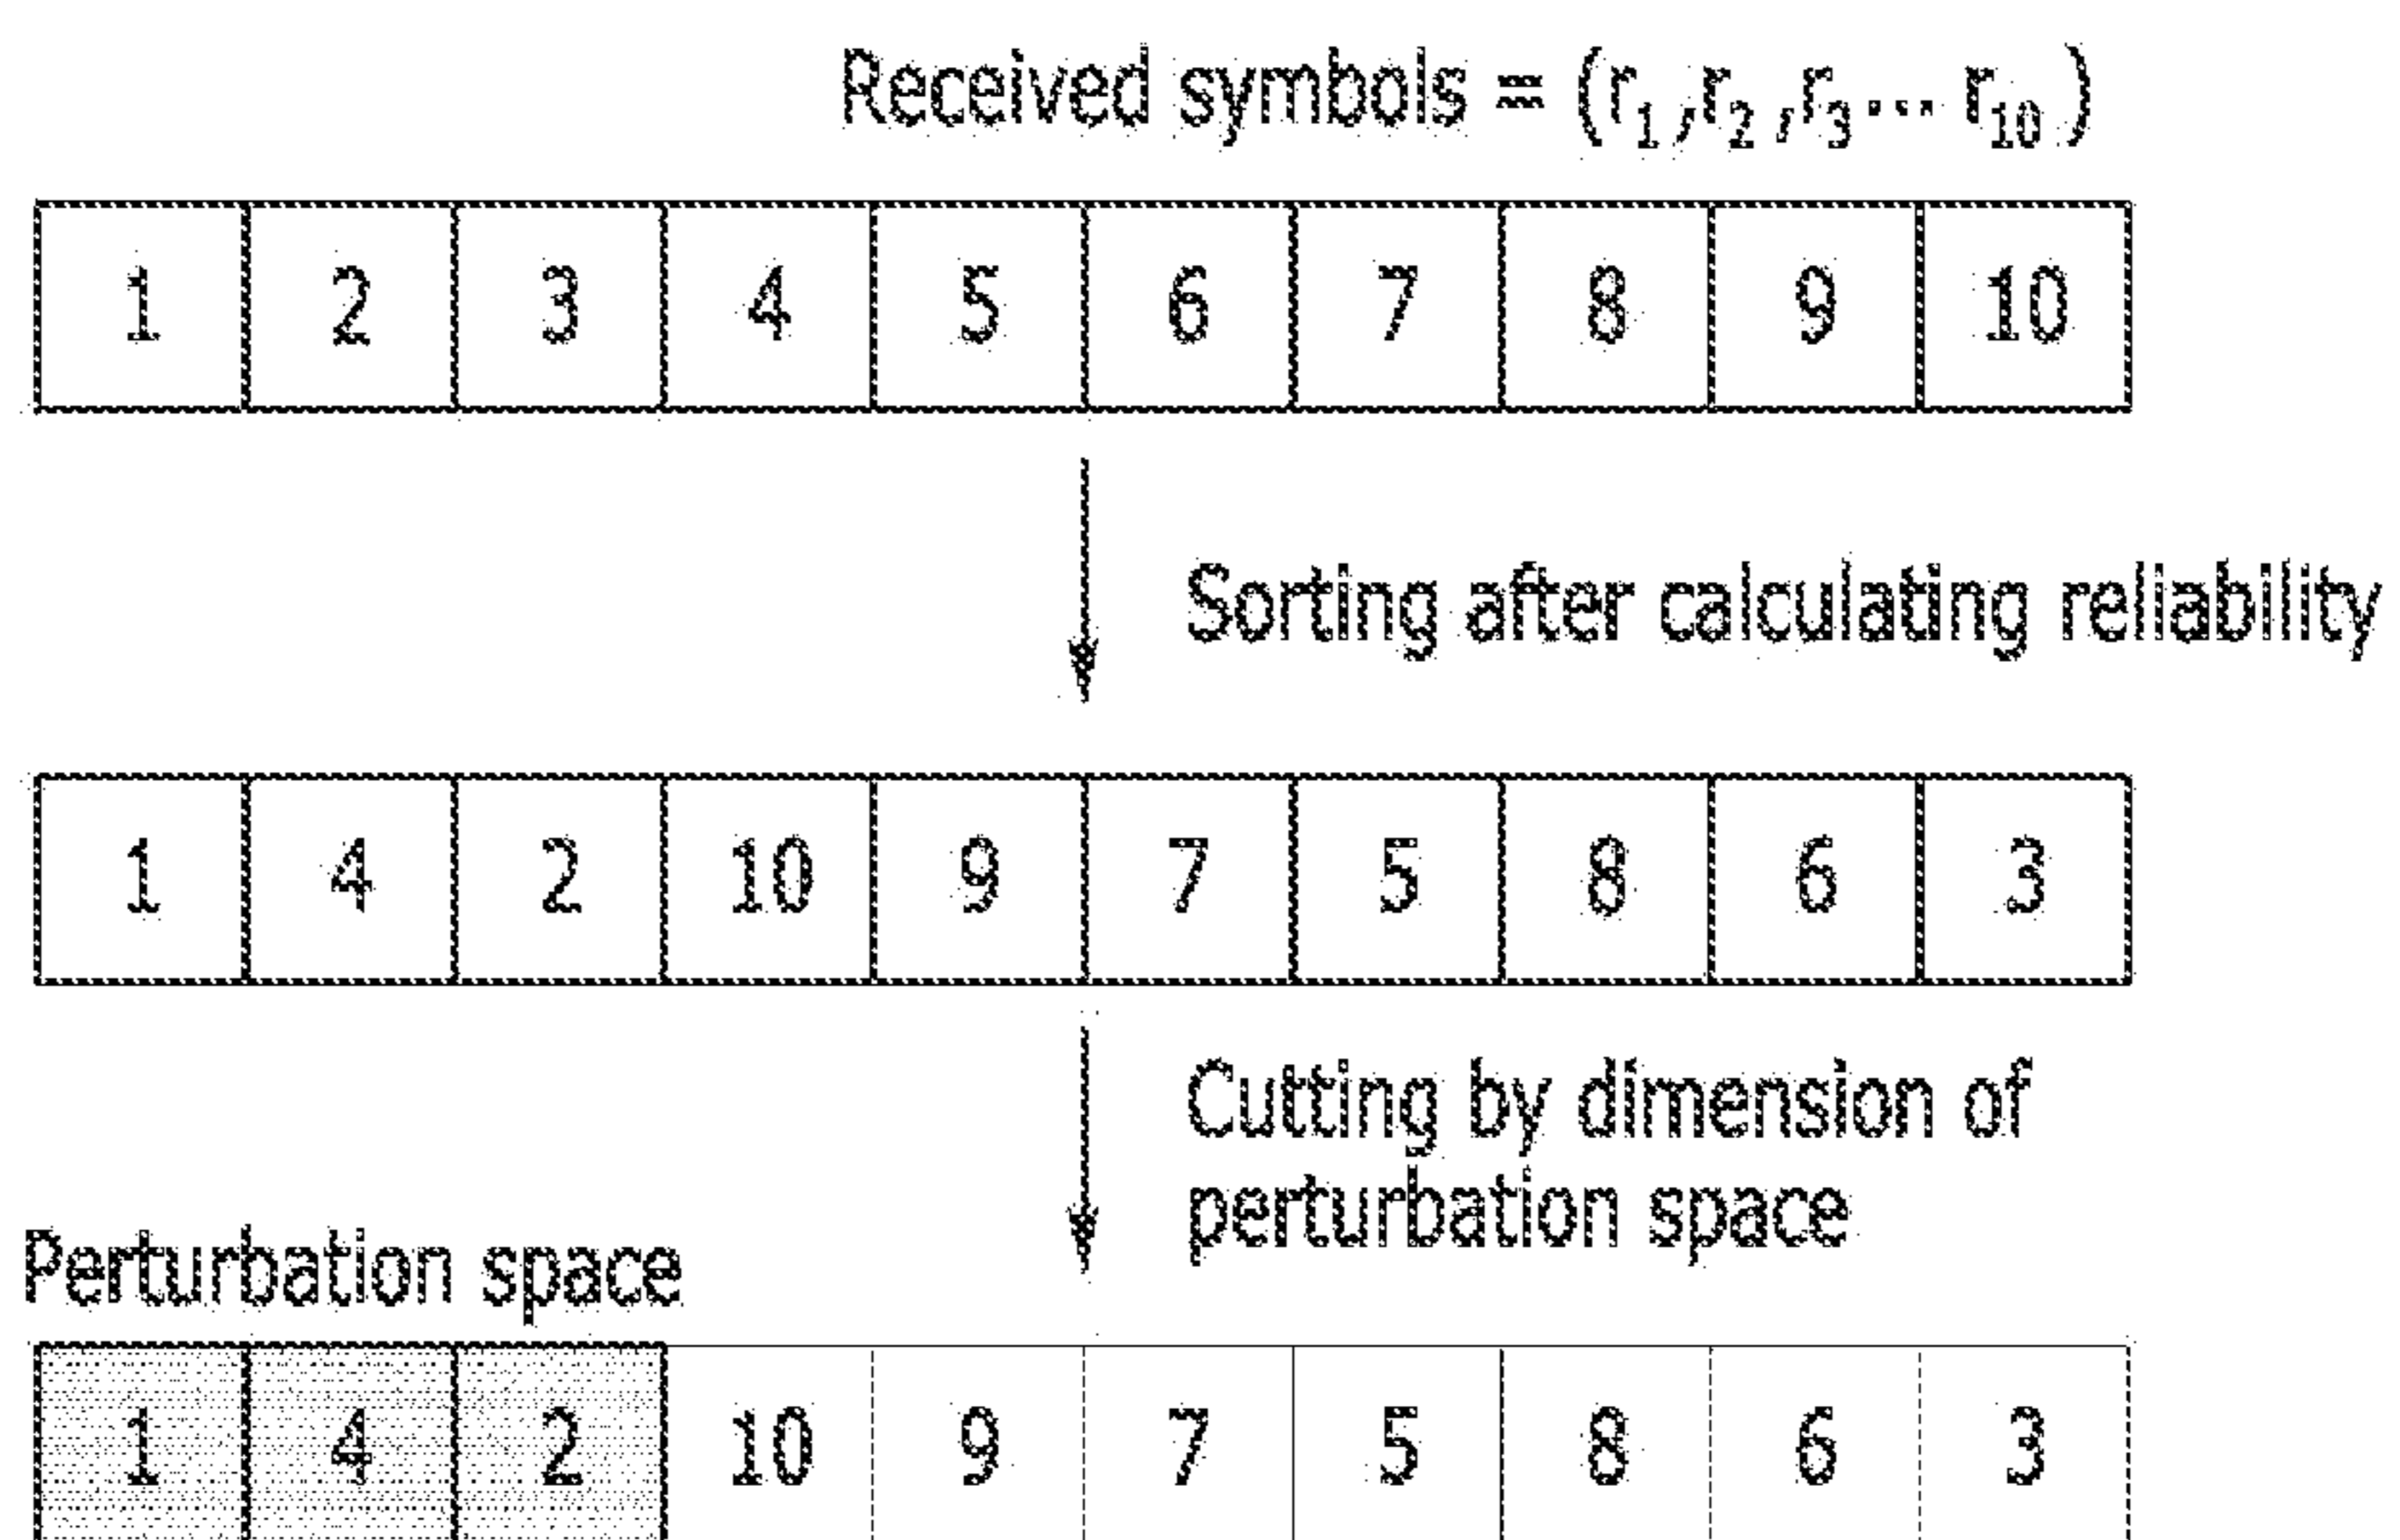 Received symbols = (r1,r2,r3... r10)
1 2 3 4 5 6 7 8 9 10
Sorting after calculating reliability
1 4 2 10 9 7 5 8 6 3
Cutting by dimension of
perturbation space
Perturbation space
1 4 2 10 9 7 5 8 6 3